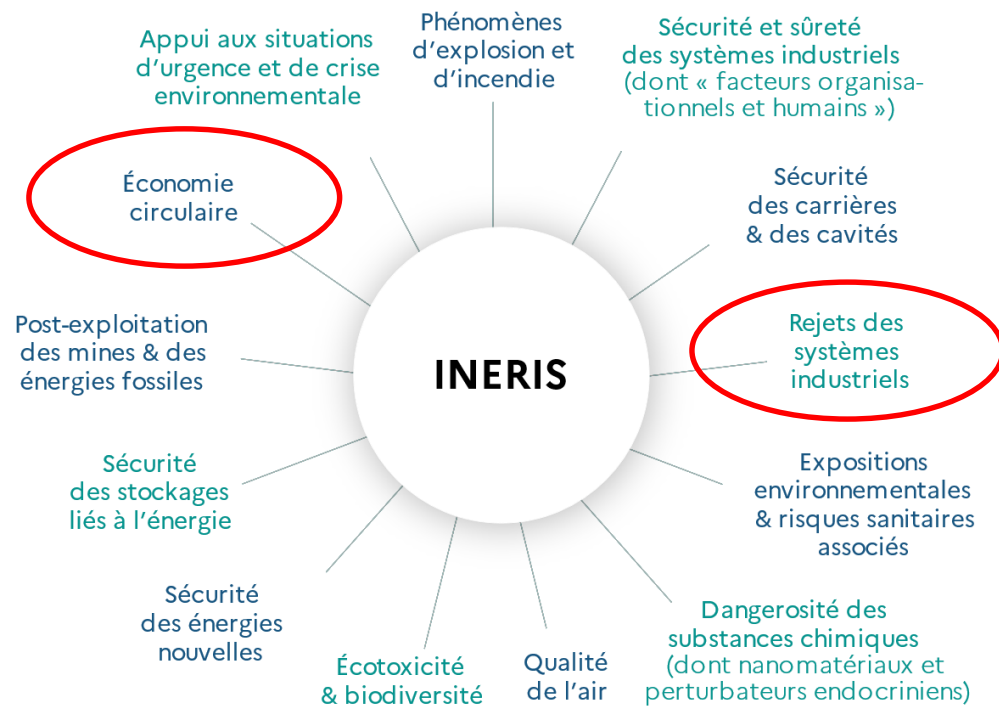 Phénomènes
d'explosion et
d'incendie
Sécurité et sûreté
des systèmes industriels
(dont « facteurs organisa-
tionnels et humains »)
Sécurité
des carrières
& des cavités
Rejets des
systèmes
industriels
Expositions
environnementales
& risques sanitaires
associés
Dangerosité des
substances chimiques
(dont nanomatériaux et
perturbateurs endocriniens)
Qualité
de l'air
Écotoxicité
& biodiversité
Sécurité
des énergies
nouvelles
Sécurité
des stockages
liés à l'énergie
Post-exploitation
des mines & des
énergies fossiles
Économie
circulaire
Appui aux situations
d'urgence et de crise
environnementale
INERIS